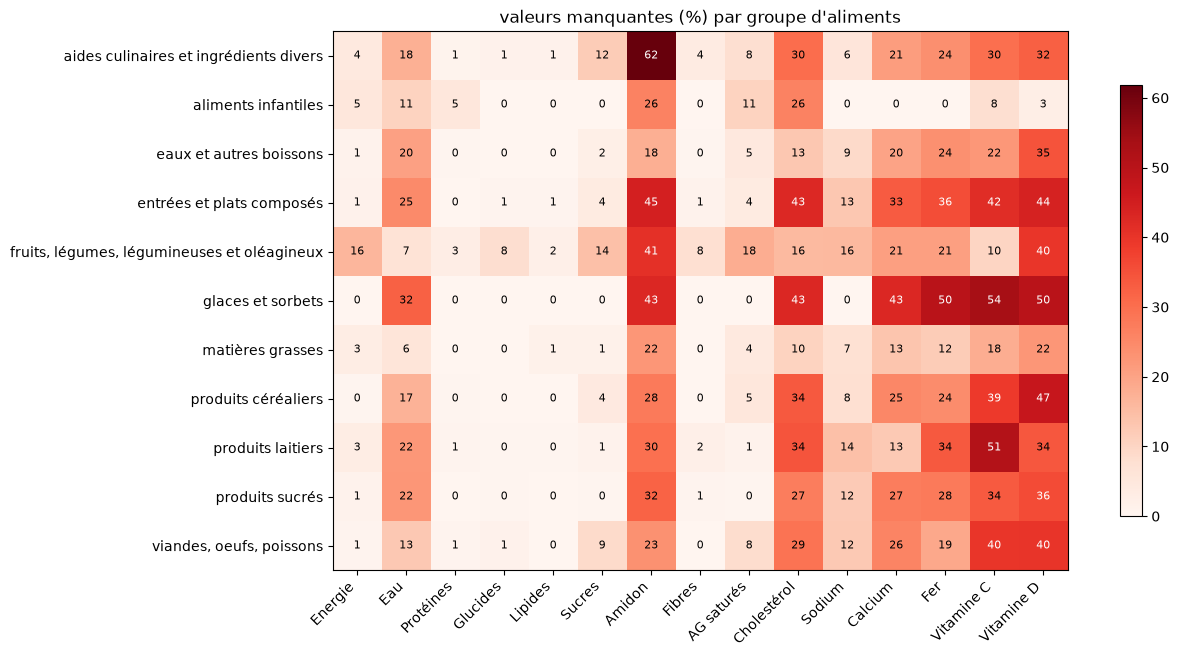 valeurs manquantes (%) par groupe d'aliments
aides culinaires et ingrédients divers 4 18 1 1 1 12 62 4 8 30 6 21 24 30 32
aliments infantiles 5 11 5 0 0 0 26 0 11 26 0 0 0 8 3
eaux et autres boissons 1 20 0 0 0 2 18 0 5 13 9 20 24 22 35
entrées et plats composés 1 25 0 1 1 4 45 1 4 43 13 33 36 42 44
fruits, légumes, légumineuses et oléagineux 16 7 3 8 2 14 41 8 18 16 16 21 21 10 40
glaces et sorbets 0 32 0 0 0 0 43 0 0 43 0 43 50 54 50
matières grasses 3 6 0 0 1 1 22 0 4 10 7 13 12 18 22
produits céréaliers 0 17 0 0 0 4 28 0 5 34 8 25 24 39 47
produits laitiers 3 22 1 0 0 1 30 2 1 34 14 13 34 51 34
produits sucrés 1 22 0 0 0 0 32 1 0 27 12 27 28 34 36
viandes, oeufs, poissons 1 13 1 1 0 9 23 0 8 29 12 26 19 40 40
Energie Eau Protéines Glucides Lipides Sucres Amidon Fibres AG saturés Cholestérol Sodium Calcium Fer Vitamine C Vitamine D
60
50
40
30
20
10
0